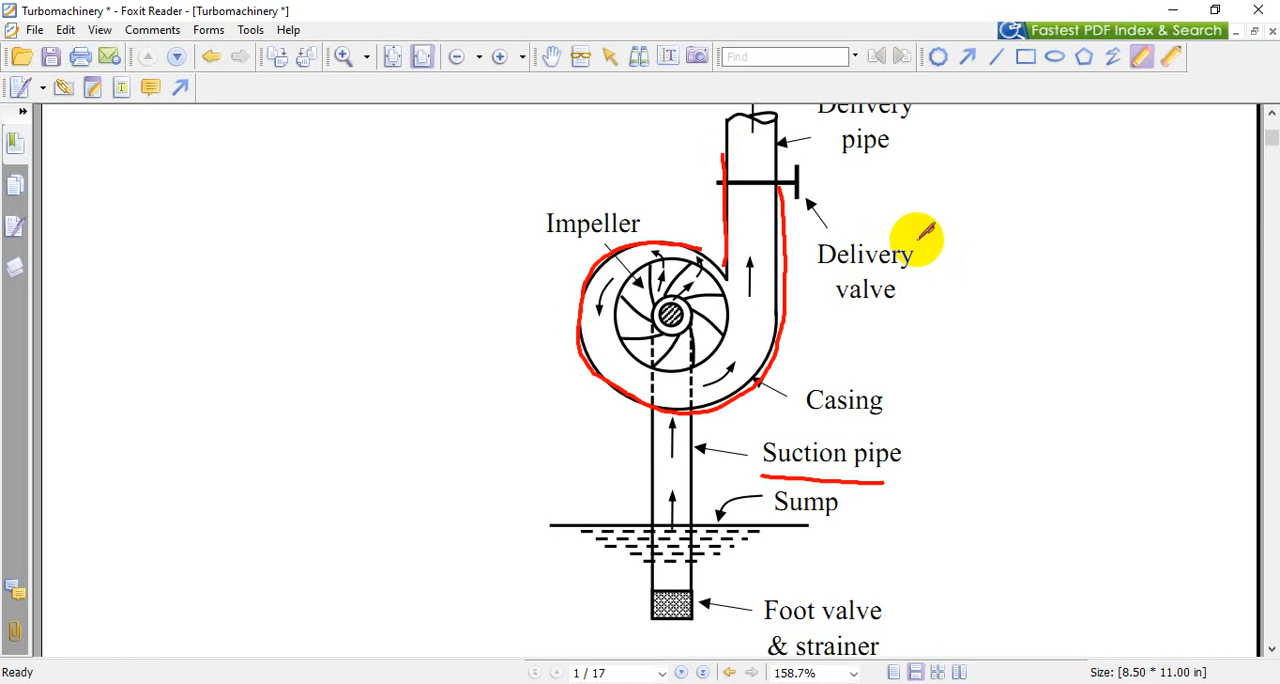 Turbomachinery * - Foxit Reader - [Turbomachinery *]
File Edit View Comments Forms Tools Help
Fastest PDF Index & Search
Find
Delivery
pipe
Impeller
Delivery
valve
Casing
Suction pipe
Sump
Foot valve
& strainer
Ready
1 / 17
158.7%
Size: [8.50 * 11.00 in]